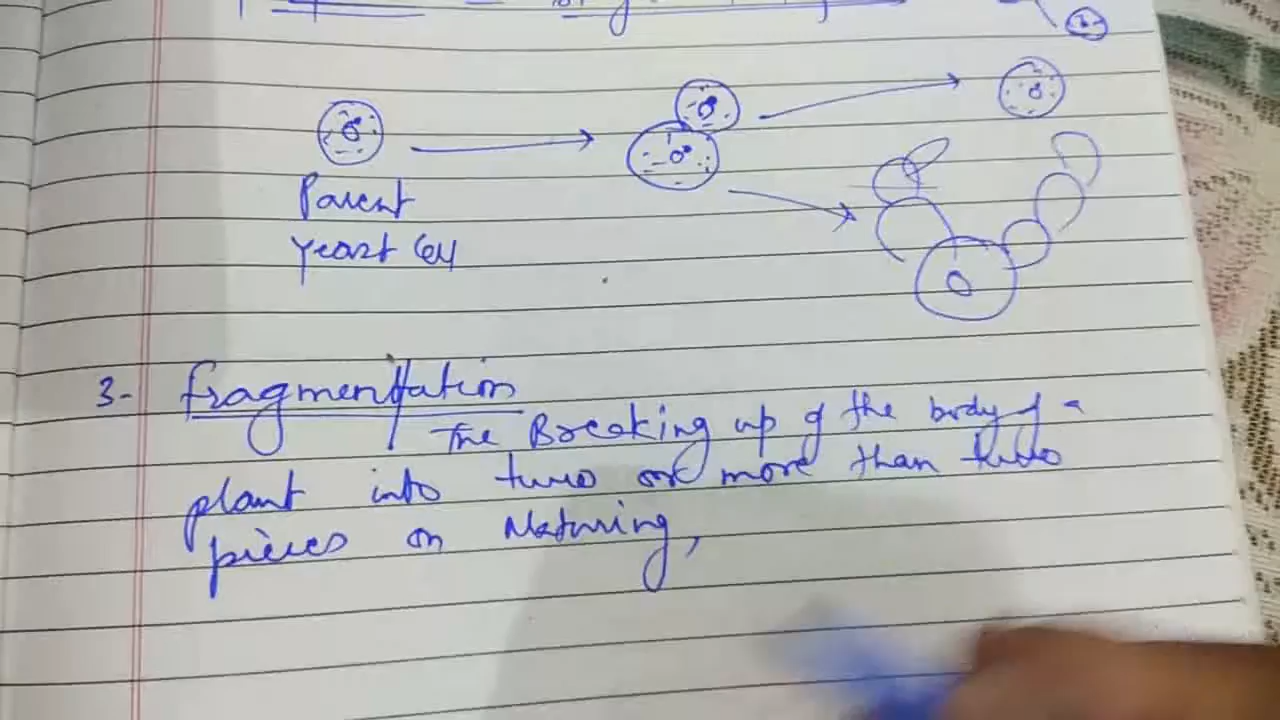 Parent
yeast Cell
3- fragmentation
The Breaking up of the body of a
plant into two or more than two
pieces on Maturing,